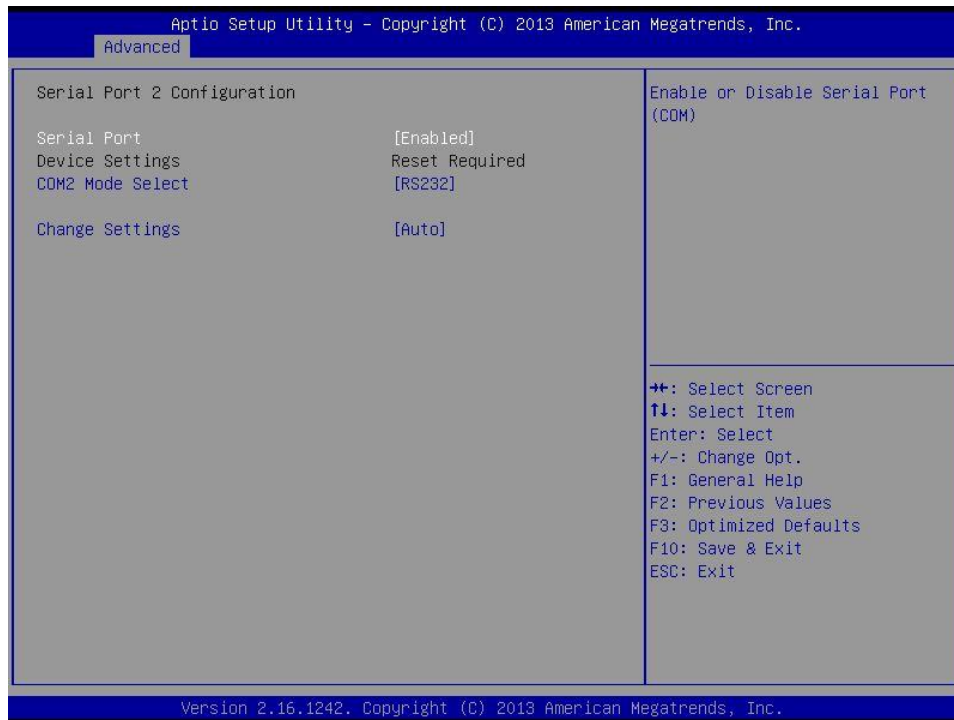 Aptio Setup Utility – Copyright (C) 2013 American Megatrends, Inc.
Advanced
Serial Port 2 Configuration
Serial Port [Enabled]
Device Settings Reset Required
COM2 Mode Select [RS232]
Change Settings [Auto]
Enable or Disable Serial Port
(COM)
→←: Select Screen
↑↓: Select Item
Enter: Select
+/-: Change Opt.
F1: General Help
F2: Previous Values
F3: Optimized Defaults
F10: Save & Exit
ESC: Exit
Version 2.16.1242. Copyright (C) 2013 American Megatrends, Inc.